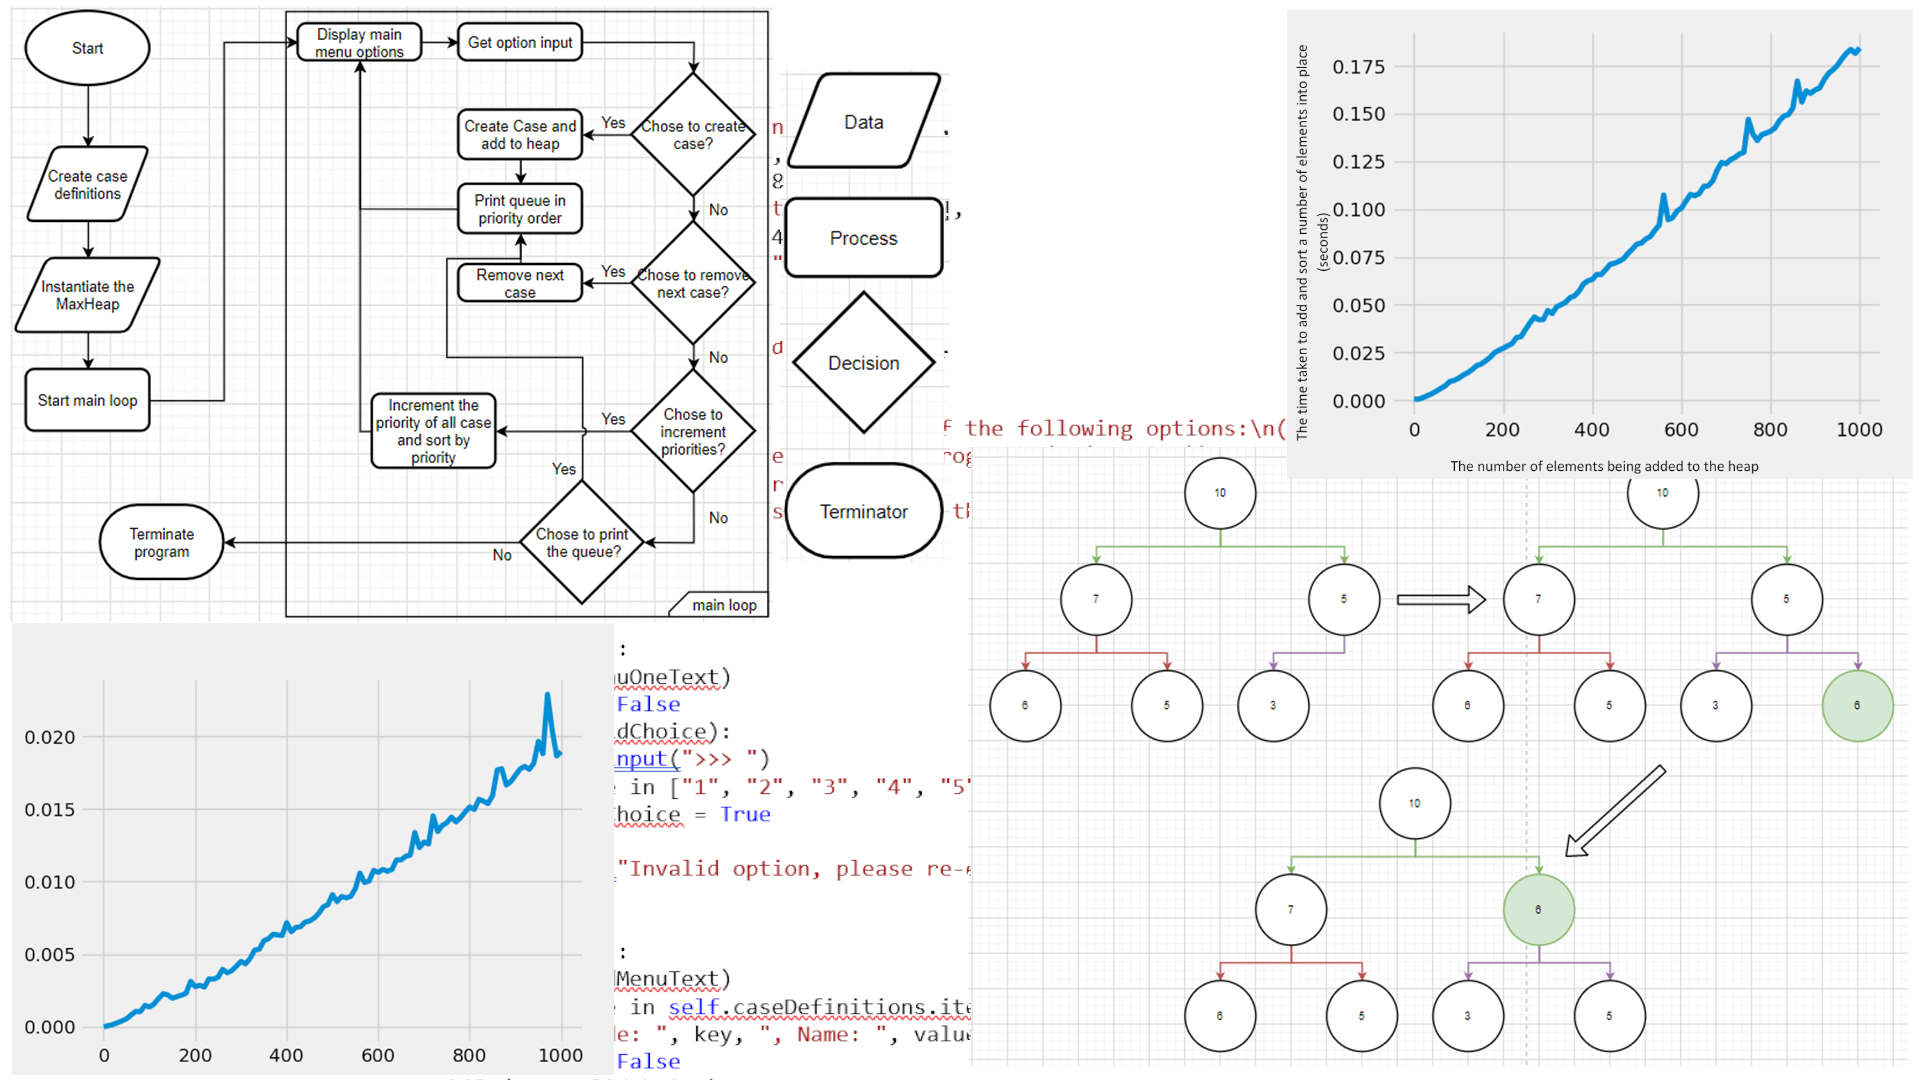 Start
Create case
definitions
Instantiate the
MaxHeap
Start main loop
Display main
menu options
Get option input
Chose to create
case?
Yes
No
Create Case and
add to heap
Print queue in
priority order
Chose to remove
next case?
Yes
No
Remove next
case
Chose to
increment
priorities?
Yes
No
Increment the
priority of all case
and sort by
priority
Chose to print
the queue?
Yes
No
Terminate
program
main loop
Data
Process
Decision
Terminator
f the following options:\n(
The time taken to add and sort a number of elements into place
(seconds)
0.175
0.150
0.125
0.100
0.075
0.050
0.025
0.000
0 200 400 600 800 1000
The number of elements being added to the heap
0.020
0.015
0.010
0.005
0.000
0 200 400 600 800 1000
:
nuOneText)
False
dChoice):
input(">>> ")
in ["1", "2", "3", "4", "5"
hoice = True
"Invalid option, please re-
:
dMenuText)
in self.caseDefinitions.ite
e: ", key, ", Name: ", value
False
10
7 5
6 5 3
10
7 5
6 5 3 6
10
7 6
6 5 3 5